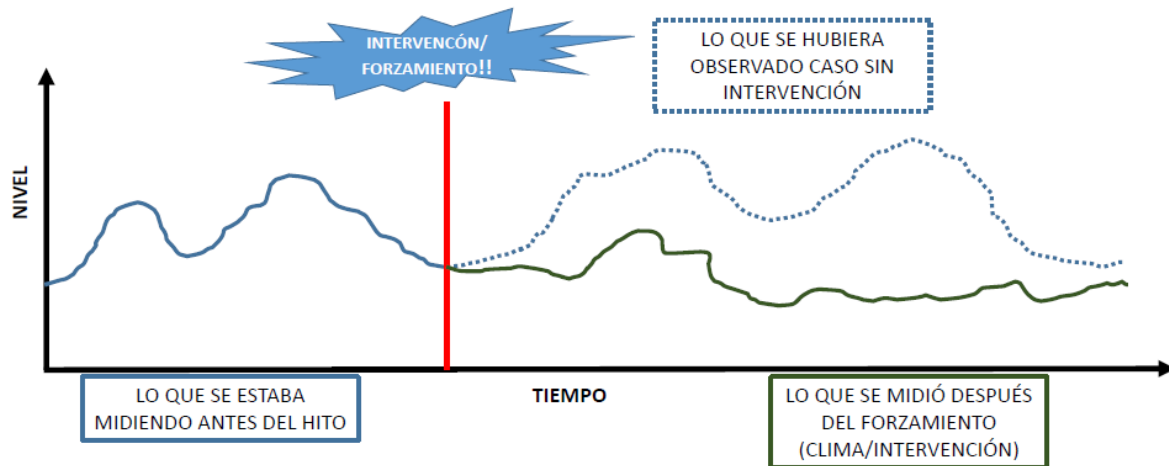 INTERVENCÓN/
FORZAMIENTO!!
LO QUE SE HUBIERA
OBSERVADO CASO SIN
INTERVENCIÓN
NIVEL
LO QUE SE ESTABA
MIDIENDO ANTES DEL HITO
TIEMPO
LO QUE SE MIDIÓ DESPUÉS
DEL FORZAMIENTO
(CLIMA/INTERVENCIÓN)